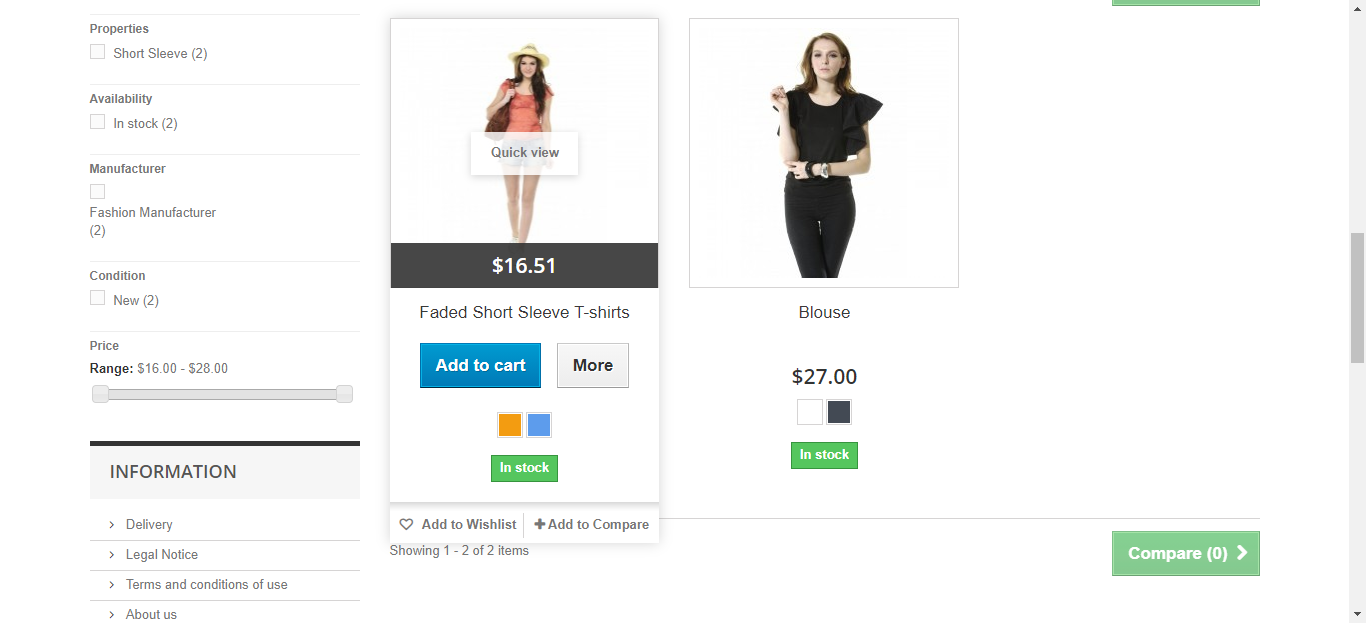 Properties
Short Sleeve (2)
Availability
In stock (2)
Manufacturer
Fashion Manufacturer
(2)
Condition
New (2)
Price
Range: $16.00 - $28.00
INFORMATION
Delivery
Legal Notice
Terms and conditions of use
About us
Quick view
$16.51
Faded Short Sleeve T-shirts
Add to cart
More
In stock
Add to Wishlist
Add to Compare
Blouse
$27.00
In stock
Showing 1 - 2 of 2 items
Compare (0)